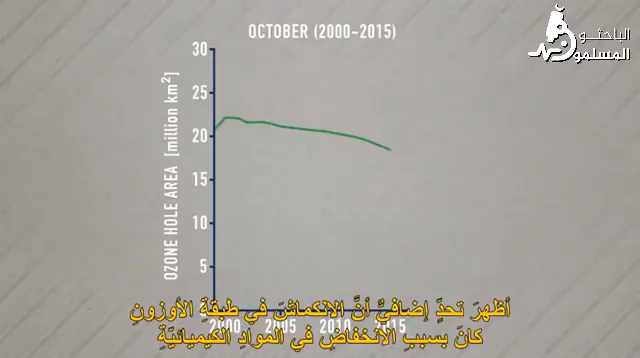 OCTOBER (2000-2015)
الباحثون
المسلمون
OZONE HOLE AREA [million km²]
30
25
20
15
10
5
2000 2005 2010 2015
أظهرَ تحدٍّ إضافيٌّ أنَّ الانكماشَ في طبقةِ الأوزونِ
كانَ بسببِ الانخفاضِ في الموادِ الكيميائيةِ